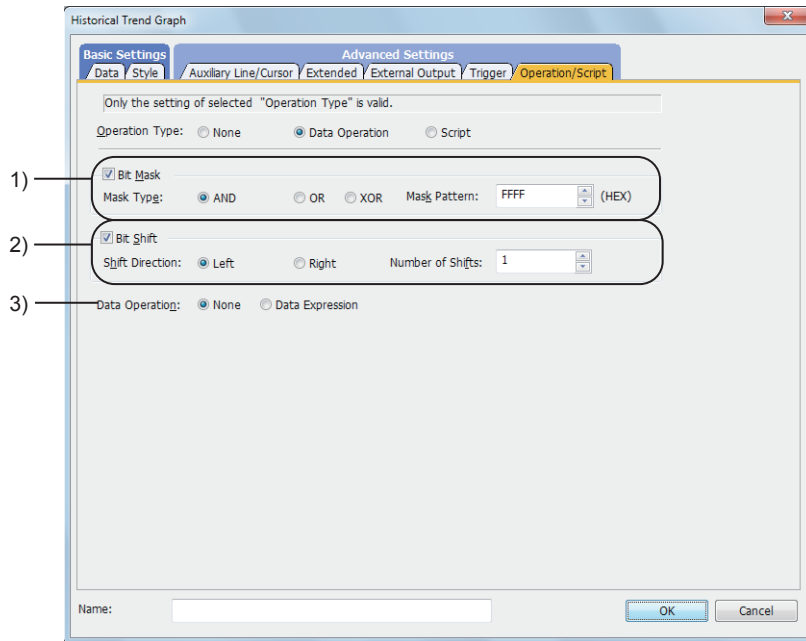 Historical Trend Graph
Basic Settings Advanced Settings
Data Style Auxiliary Line/Cursor Extended External Output Trigger Operation/Script
Only the setting of selected "Operation Type" is valid.
Operation Type: None Data Operation Script
1) Bit Mask
Mask Type: AND OR XOR Mask Pattern: FFFF (HEX)
2) Bit Shift
Shift Direction: Left Right Number of Shifts: 1
3) Data Operation: None Data Expression
Name: OK Cancel